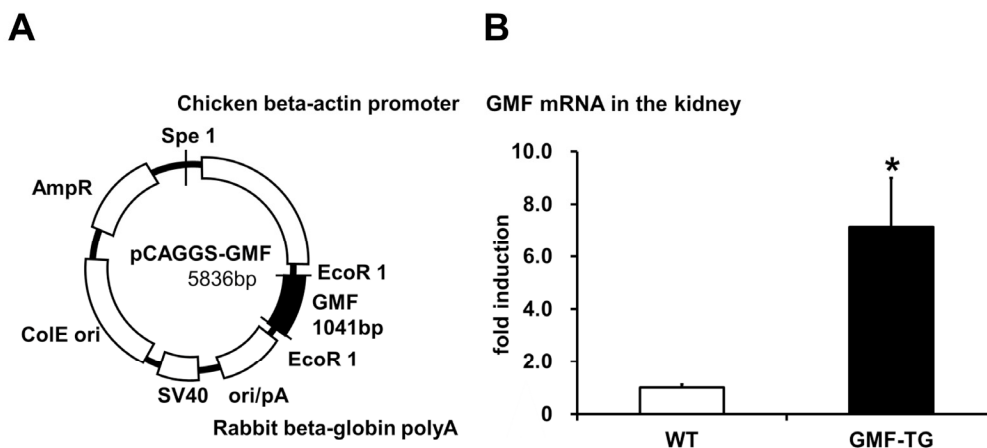 A
Chicken beta-actin promoter
Spe 1
AmpR
pCAGGS-GMF
5836bp
EcoR 1
GMF
1041bp
EcoR 1
ColE ori
SV40
ori/pA
Rabbit beta-globin polyA
B
GMF mRNA in the kidney
fold induction
10.0
8.0
6.0
4.0
2.0
0
*
WT
GMF-TG